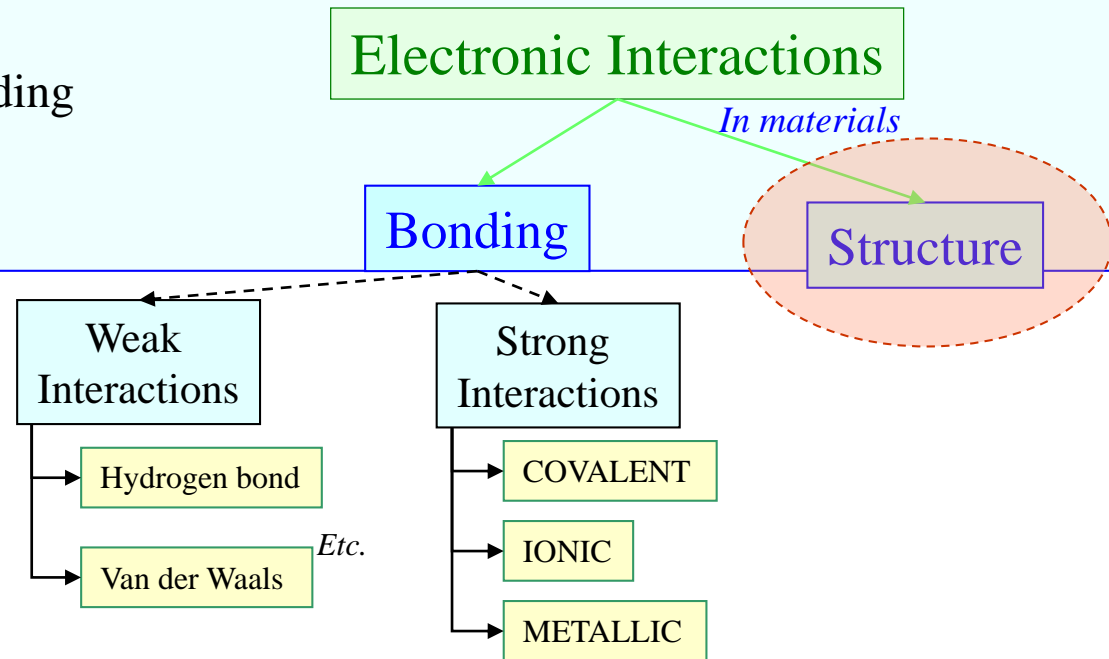 Electronic Interactions
ding
In materials
Bonding
Structure
Weak
Interactions
Strong
Interactions
Hydrogen bond
COVALENT
Etc.
IONIC
Van der Waals
METALLIC